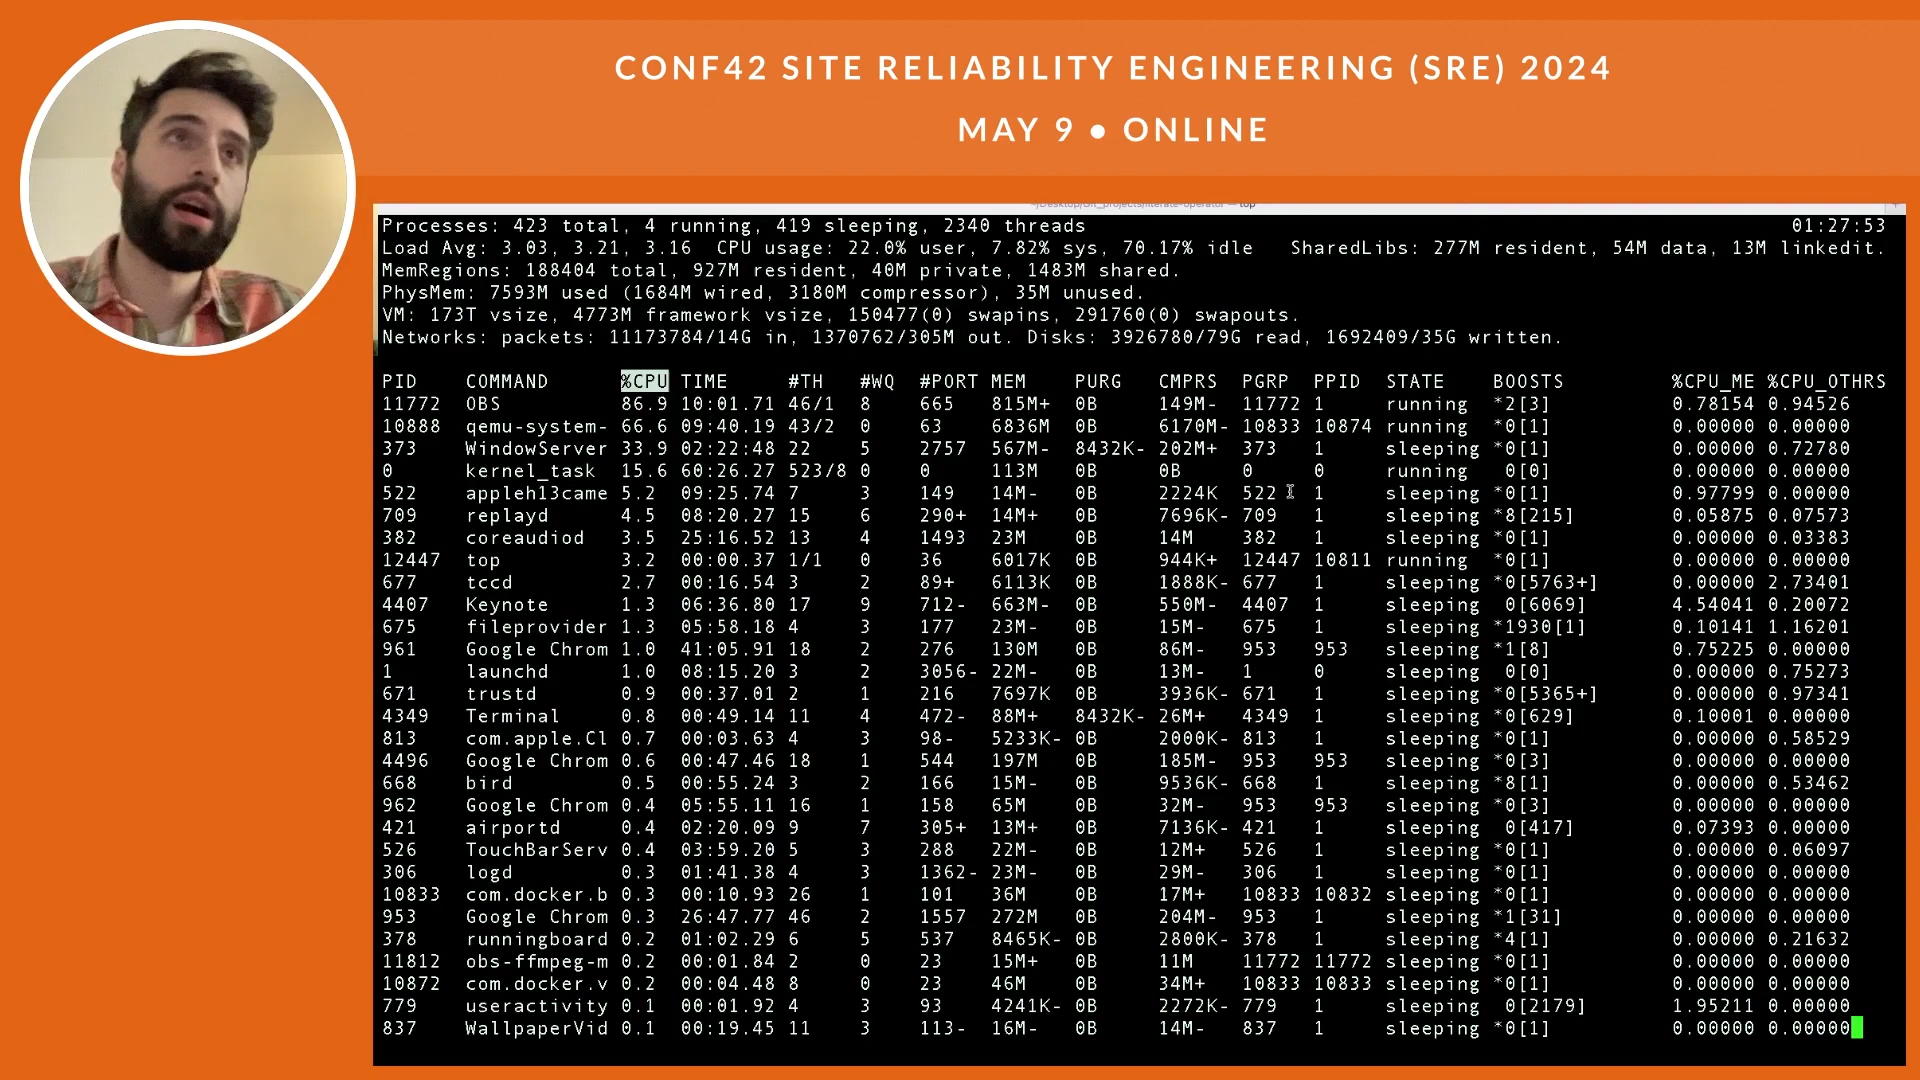 CONF42 SITE RELIABILITY ENGINEERING (SRE) 2024
MAY 9 • ONLINE
Processes: 423 total, 4 running, 419 sleeping, 2340 threads 01:27:53
Load Avg: 3.03, 3.21, 3.16 CPU usage: 22.0% user, 7.82% sys, 70.17% idle SharedLibs: 277M resident, 54M data, 13M linkedit.
MemRegions: 188404 total, 927M resident, 40M private, 1483M shared.
PhysMem: 7593M used (1684M wired, 3180M compressor), 35M unused.
VM: 173T vsize, 4773M framework vsize, 150477(0) swapins, 291760(0) swapouts.
Networks: packets: 11173784/14G in, 1370762/305M out. Disks: 3926780/79G read, 1692409/35G written.
PID COMMAND %CPU TIME #TH #WQ #PORT MEM PURG CMPRS PGRP PPID STATE BOOSTS %CPU_ME %CPU_OTHRS
11772 OBS 86.9 10:01.71 46/1 8 665 815M+ 0B 149M- 11772 1 running *2[3] 0.78154 0.94526
10888 qemu-system- 66.6 09:40.19 43/2 0 63 6836M 0B 6170M- 10833 10874 running *0[1] 0.00000 0.00000
373 WindowServer 33.9 02:22:48 22 5 2757 567M- 8432K- 202M+ 373 1 sleeping *0[1] 0.00000 0.72780
0 kernel_task 15.6 60:26.27 523/8 0 0 113M 0B 0B 0 0 running 0[0] 0.00000 0.00000
522 appleh13came 5.2 09:25.74 7 3 149 14M- 0B 2224K 522 1 sleeping *0[1] 0.97799 0.00000
709 replayd 4.5 08:20.27 15 6 290+ 14M+ 0B 7696K- 709 1 sleeping *8[215] 0.05875 0.07573
382 coreaudiod 3.5 25:16.52 13 4 1493 23M 0B 14M 382 1 sleeping *0[1] 0.00000 0.03383
12447 top 3.2 00:00.37 1/1 0 36 6017K 0B 944K+ 12447 10811 running *0[1] 0.00000 0.00000
677 tccd 2.7 00:16.54 3 2 89+ 6113K 0B 1888K- 677 1 sleeping *0[5763+] 0.00000 2.73401
4407 Keynote 1.3 06:36.80 17 9 712- 663M- 0B 550M- 4407 1 sleeping 0[6069] 4.54041 0.20072
675 fileprovider 1.3 05:58.18 4 3 177 23M- 0B 15M- 675 1 sleeping *1930[1] 0.10141 1.16201
961 Google Chrom 1.0 41:05.91 18 2 276 130M 0B 86M- 953 953 sleeping *1[8] 0.75225 0.00000
1 launchd 1.0 08:15.20 3 2 3056- 22M- 0B 13M- 1 0 sleeping 0[0] 0.00000 0.75273
671 trustd 0.9 00:37.01 2 1 216 7697K 0B 3936K- 671 1 sleeping *0[5365+] 0.00000 0.97341
4349 Terminal 0.8 00:49.14 11 4 472- 88M+ 8432K- 26M+ 4349 1 sleeping *0[629] 0.10001 0.00000
813 com.apple.Cl 0.7 00:03.63 4 3 98- 5233K- 0B 2000K- 813 1 sleeping *0[1] 0.00000 0.58529
4496 Google Chrom 0.6 00:47.46 18 1 544 197M 0B 185M- 953 953 sleeping *0[3] 0.00000 0.00000
668 bird 0.5 00:55.24 3 2 166 15M- 0B 9536K- 668 1 sleeping *8[1] 0.00000 0.53462
962 Google Chrom 0.4 05:55.11 16 1 158 65M 0B 32M- 953 953 sleeping *0[3] 0.00000 0.00000
421 airportd 0.4 02:20.09 9 7 305+ 13M+ 0B 7136K- 421 1 sleeping 0[417] 0.07393 0.00000
526 TouchBarServ 0.4 03:59.20 5 3 288 22M- 0B 12M+ 526 1 sleeping *0[1] 0.00000 0.06097
306 logd 0.3 01:41.38 4 3 1362- 23M- 0B 29M- 306 1 sleeping *0[1] 0.00000 0.00000
10833 com.docker.b 0.3 00:10.93 26 1 101 36M 0B 17M+ 10833 10832 sleeping *0[1] 0.00000 0.00000
953 Google Chrom 0.3 26:47.77 46 2 1557 272M 0B 204M- 953 1 sleeping *1[31] 0.00000 0.00000
378 runningboard 0.2 01:02.29 6 5 537 8465K- 0B 2800K- 378 1 sleeping *4[1] 0.00000 0.21632
11812 obs-ffmpeg-m 0.2 00:01.84 2 0 23 15M+ 0B 11M 11772 11772 sleeping *0[1] 0.00000 0.00000
10872 com.docker.v 0.2 00:04.48 8 0 23 46M 0B 34M+ 10833 10833 sleeping *0[1] 0.00000 0.00000
779 useractivity 0.1 00:01.92 4 3 93 4241K- 0B 2272K- 779 1 sleeping 0[2179] 1.95211 0.00000
837 WallpaperVid 0.1 00:19.45 11 3 113- 16M- 0B 14M- 837 1 sleeping *0[1] 0.00000 0.00000